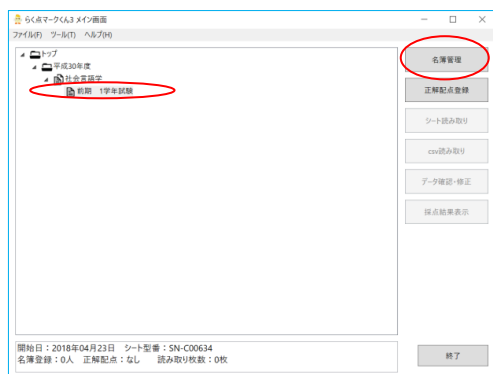 らく点マークくん3 メイン画面
ファイル(F) ツール(T) ヘルプ(H)
トップ
平成30年度
社会言語学
前期 1学年試験
名簿管理
正解配点登録
シート読み取り
csv読み取り
データ確認・修正
採点結果表示
開始日:2018年04月23日 シート型番:SN-C00634
名簿登録:0人 正解配点:なし 読み取り枚数:0枚
終了